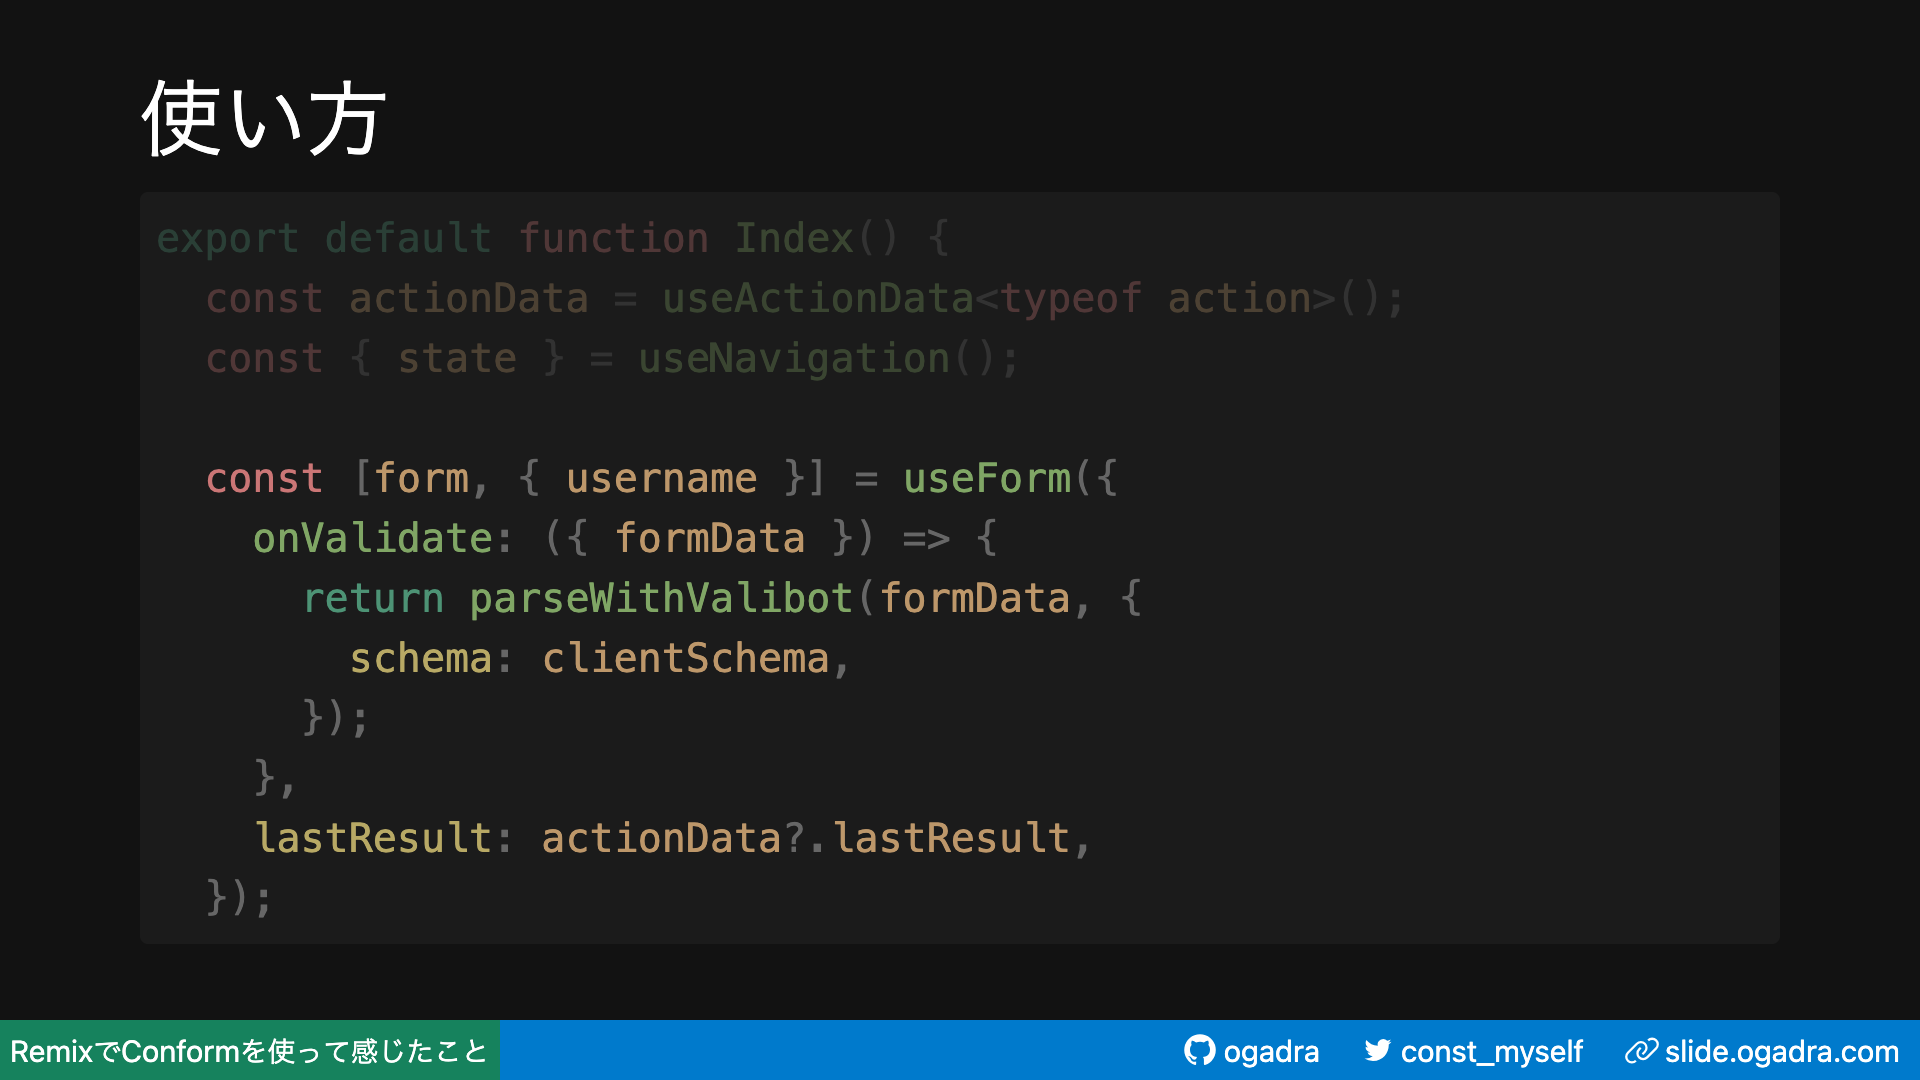 使い方
export default function Index() {
  const actionData = useActionData<typeof action>();
  const { state } = useNavigation();

  const [form, { username }] = useForm({
    onValidate: ({ formData }) => {
      return parseWithValibot(formData, {
        schema: clientSchema,
      });
    },
    lastResult: actionData?.lastResult,
  });
RemixでConformを使って感じたこと
ogadra
const_myself
slide.ogadra.com